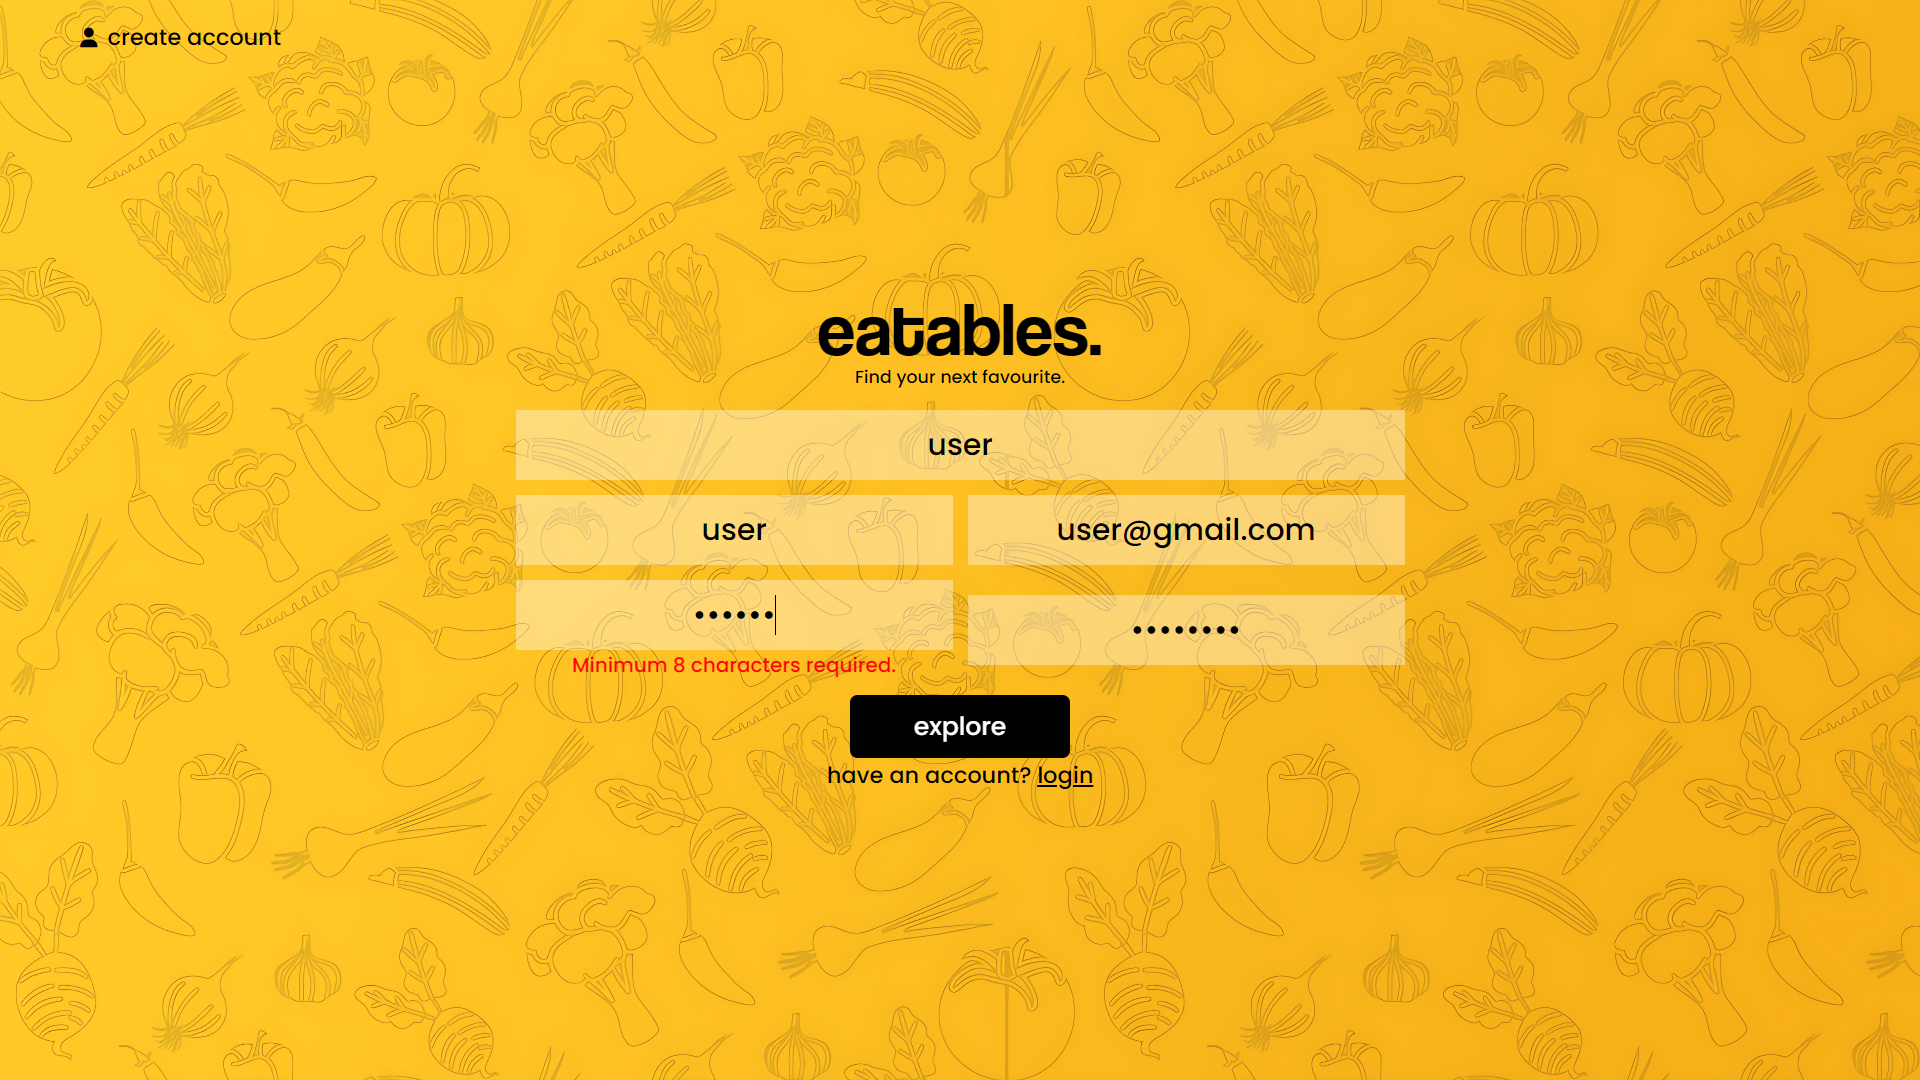 create account
eatables.
Find your next favourite.
user
user
user@gmail.com
••••••
••••••••
Minimum 8 characters required.
explore
have an account? login